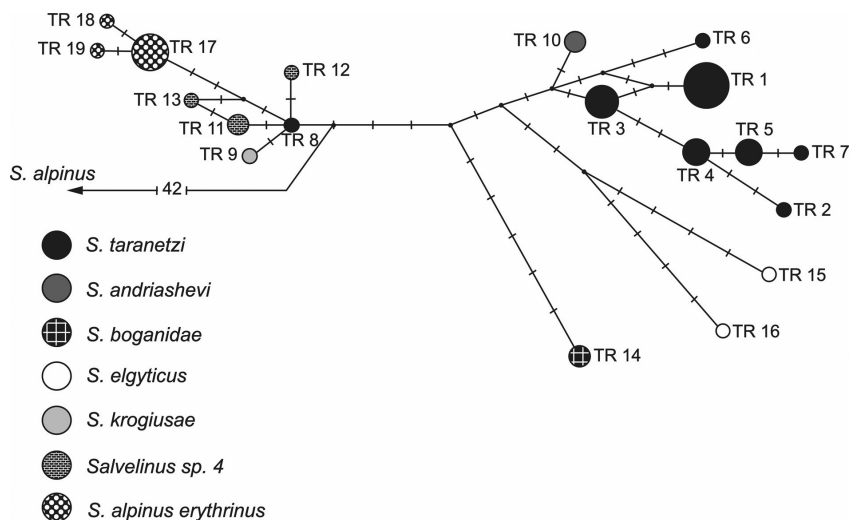 TR 18
TR 17
TR 19
TR 12
TR 13
TR 11
TR 8
TR 9
TR 10
TR 6
TR 1
TR 3
TR 5
TR 7
TR 4
TR 2
TR 15
TR 16
TR 14
S. alpinus
42
S. taranetzi
S. andriashevi
S. boganidae
S. elgyticus
S. krogiusae
Salvelinus sp. 4
S. alpinus erythrinus